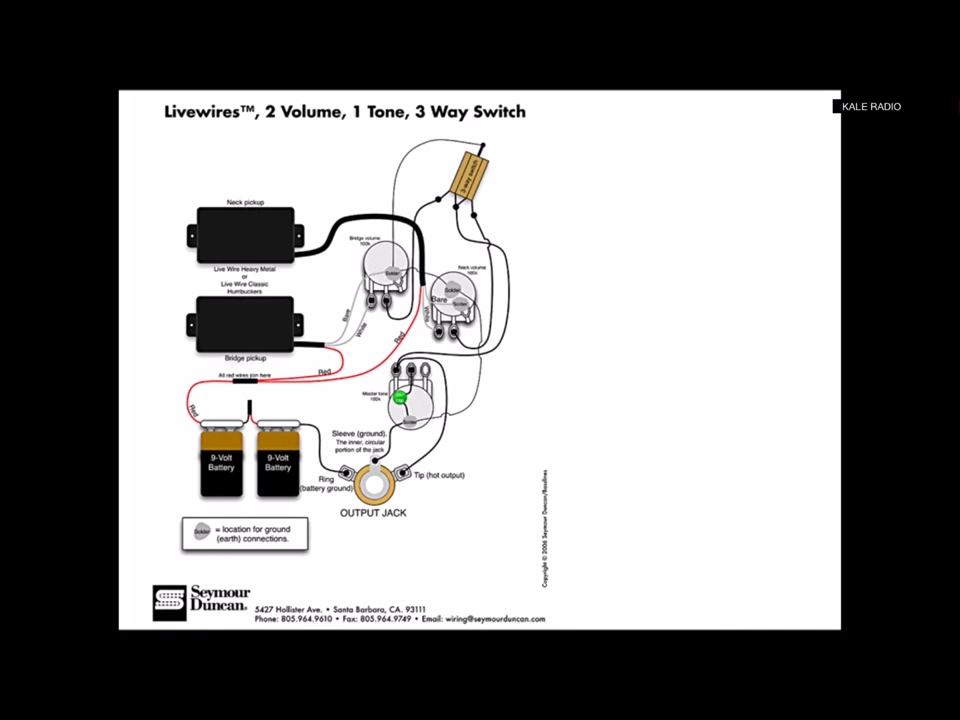 Livewires™, 2 Volume, 1 Tone, 3 Way Switch
KALE RADIO
3-way switch
Neck pickup
Bridge volume
100k
Solder
Neck volume
100k
Solder
Bare
Solder
Live Wire Heavy Metal
or
Live Wire Classic
Humbuckers
Bare
White
White
Red
Bridge pickup
All red wires join here
Red
Red
Master tone
100k
Solder
Sleeve (ground).
The inner, circular
portion of the jack
9-Volt
Battery
9-Volt
Battery
Ring
(battery ground)
Tip (hot output)
OUTPUT JACK
Solder
= location for ground
(earth) connections.
Copyright © 2006 Seymour Duncan/Basslines
Seymour
Duncan®
5427 Hollister Ave. • Santa Barbara, CA. 93111
Phone: 805.964.9610 • Fax: 805.964.9749 • Email: wiring@seymourduncan.com